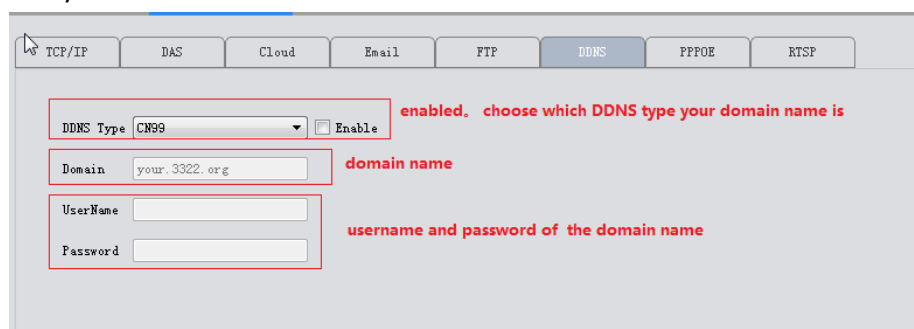 TCP/IP DAS Cloud Email FTP DDNS PPPOE RTSP
enabled。 choose which DDNS type your domain name is
DDNS Type CN99 Enable
Domain your.3322.org domain name
UserName
username and password of the domain name
Password